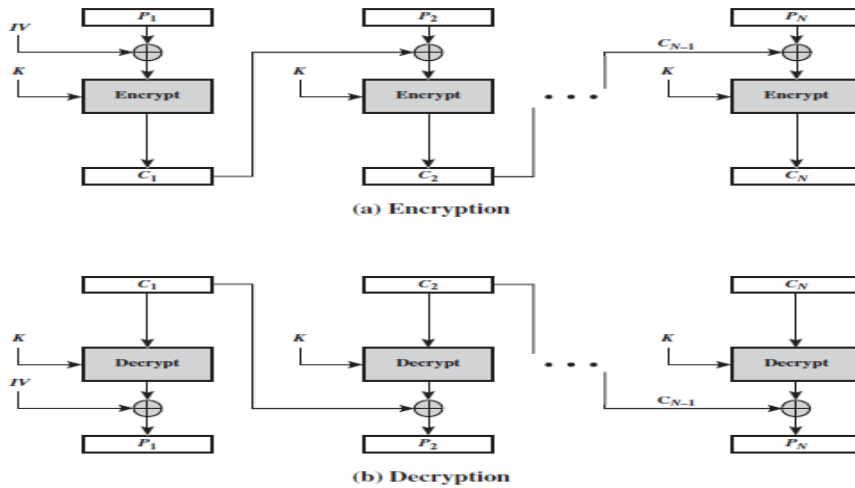 P1 P2 PN
IV CN−1
K K K
Encrypt Encrypt Encrypt
C1 C2 CN
(a) Encryption
C1 C2 CN
K K K
Decrypt Decrypt Decrypt
IV CN−1
P1 P2 PN
(b) Decryption